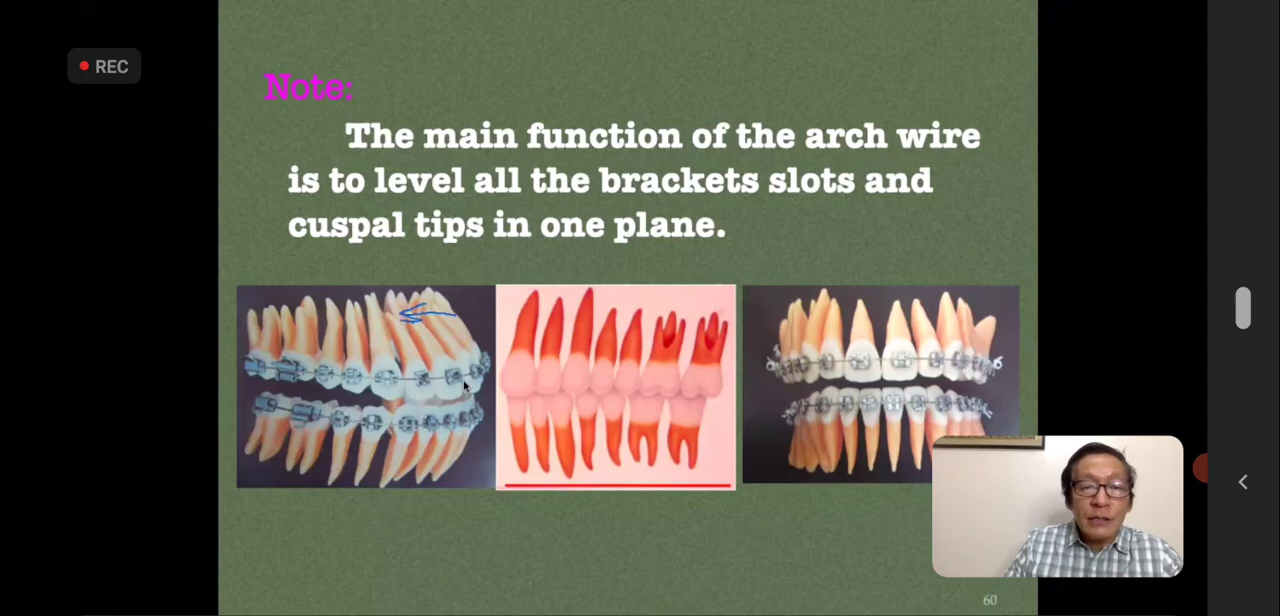 REC
Note:
The main function of the arch wire
is to level all the brackets slots and
cuspal tips in one plane.
60